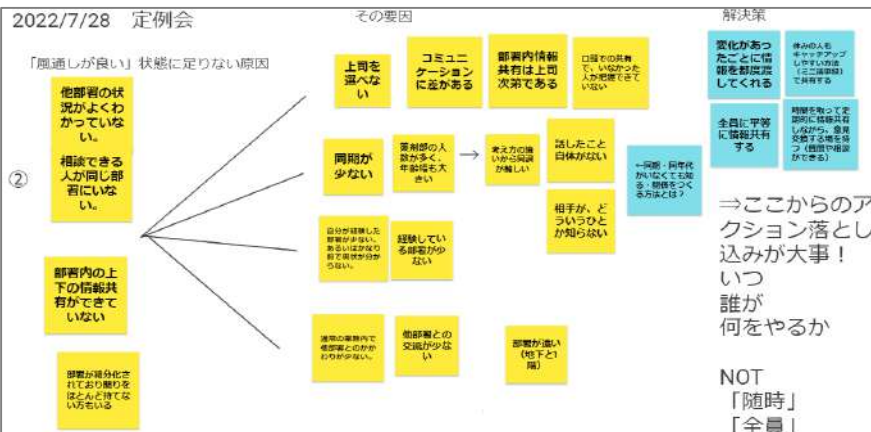 2022/7/28　定例会
その要因
解決策
「風通しが良い」状態に足りない原因
他部署の状
況がよくわ
かっていな
い。
相談できる
人が同じ部
署にいな
い。
②
部署内の上
下の情報共
有ができて
いない
部署が細分化さ
れており関りを
ほとんど持てな
い方もいる
上司を
選べな
い
コミュニ
ケーション
に差がある
部署内情報
共有は上司
次第である
口頭での共有
で、いなかった
人が把握できて
いない
同期が
少ない
薬剤部の人
数が多く、
年齢幅も大
きい
→
考え方の違
いから同調
が難しい
話したこと
自体がない
相手が、ど
ういうひと
か知らない
←同期・同年代
がいなくても知
る・関係をつく
る方法とは？
自分が経験した
部署が少ない、
あるいはかなり
前で現状が分か
らない。
経験してい
る部署が少
ない
通常の業務内で
他部署とのかか
わりが少ない。
他部署との
交流が少な
い
部署が遠い
（地下と1
階）
変化があっ
たごとに情
報を都度渡
してくれる
休みの人も
キャッチアップ
しやすい方法
で共有する
全員に平等
に情報共有
する
時間を取って定
期的に情報共有
しながら、意見
交換する場を持
つ（質問や相談
ができる）
⇒ここからのア
クション落とし
込みが大事！
いつ
誰が
何をやるか
NOT
「随時」
「全員」